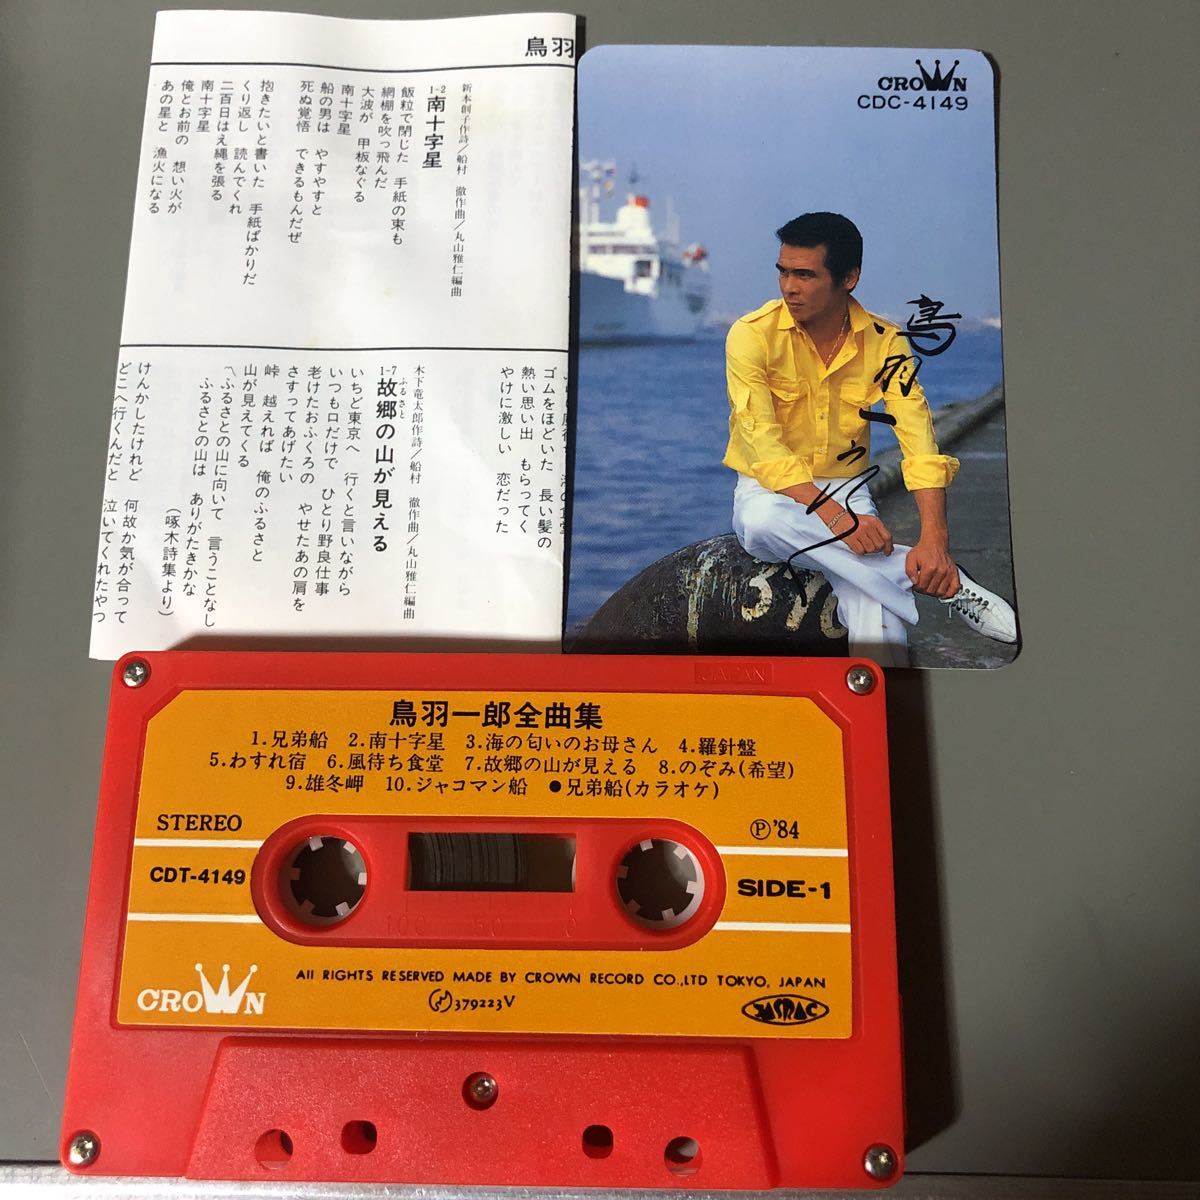 鳥羽
1-2 南十字星
新本創子作詩/船村 徹作曲/丸山雅仁編曲
飯粒で閉じた 手紙の束も
網棚を吹っ飛んだ
大波が 甲板なぐる
南十字星
船の男は やすやすと
死ぬ覚悟 できるもんだぜ
抱きたいと書いた 手紙ばかりだ
くり返し 読んでくれ
二百日はえ縄を張る
南十字星
俺とお前の 想い火が
あの星と 漁火になる
ゴムをほどいた 長い髪の
熱い思い出 もらってく
やけに激しい 恋だった
1-7 故郷の山が見える
ふるさと
木下竜太郎作詩/船村 徹作曲/丸山雅仁編曲
いちど東京へ 行くと言いながら
いつも口だけで ひとり野良仕事
老けたおふくろの やせたあの肩を
さすってあげたい
峠 越えれば 俺のふるさと
山が見えてくる
〽ふるさとの山に向いて 言うことなし
ふるさとの山は ありがたきかな
(啄木詩集より)
けんかしたけれど 何故か気が合って
どこへ行くんだと 泣いてくれたやつ
CROWN
CDC-4149
鳥羽一郎
JAPAN
鳥羽一郎全曲集
1.兄弟船 2.南十字星 3.海の匂いのお母さん 4.羅針盤
5.わすれ宿 6.風待ち食堂 7.故郷の山が見える 8.のぞみ(希望)
9.雄冬岬 10.ジャコマン船 ●兄弟船(カラオケ)
STEREO
Ⓟ'84
CDT-4149
SIDE-1
100 50 0
CROWN
All RIGHTS RESERVED MADE BY CROWN RECORD CO.,LTD TOKYO, JAPAN
379223V
JASRAC